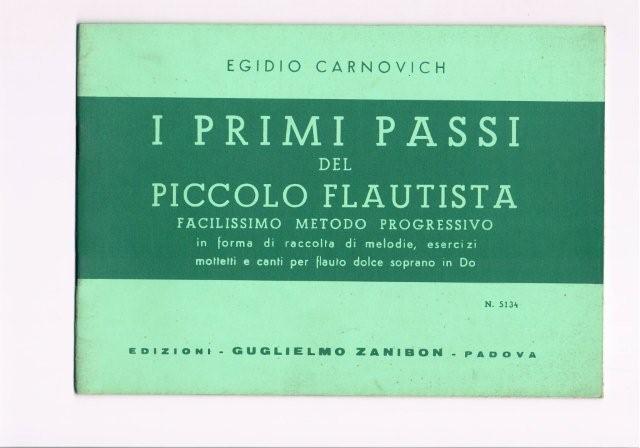 EGIDIO CARNOVICH
I PRIMI PASSI
DEL
PICCOLO FLAUTISTA
FACILISSIMO METODO PROGRESSIVO
in forma di raccolta di melodie, esercizi
mottetti e canti per flauto dolce soprano in Do
N. 5134
EDIZIONI - GUGLIELMO ZANIBON - PADOVA